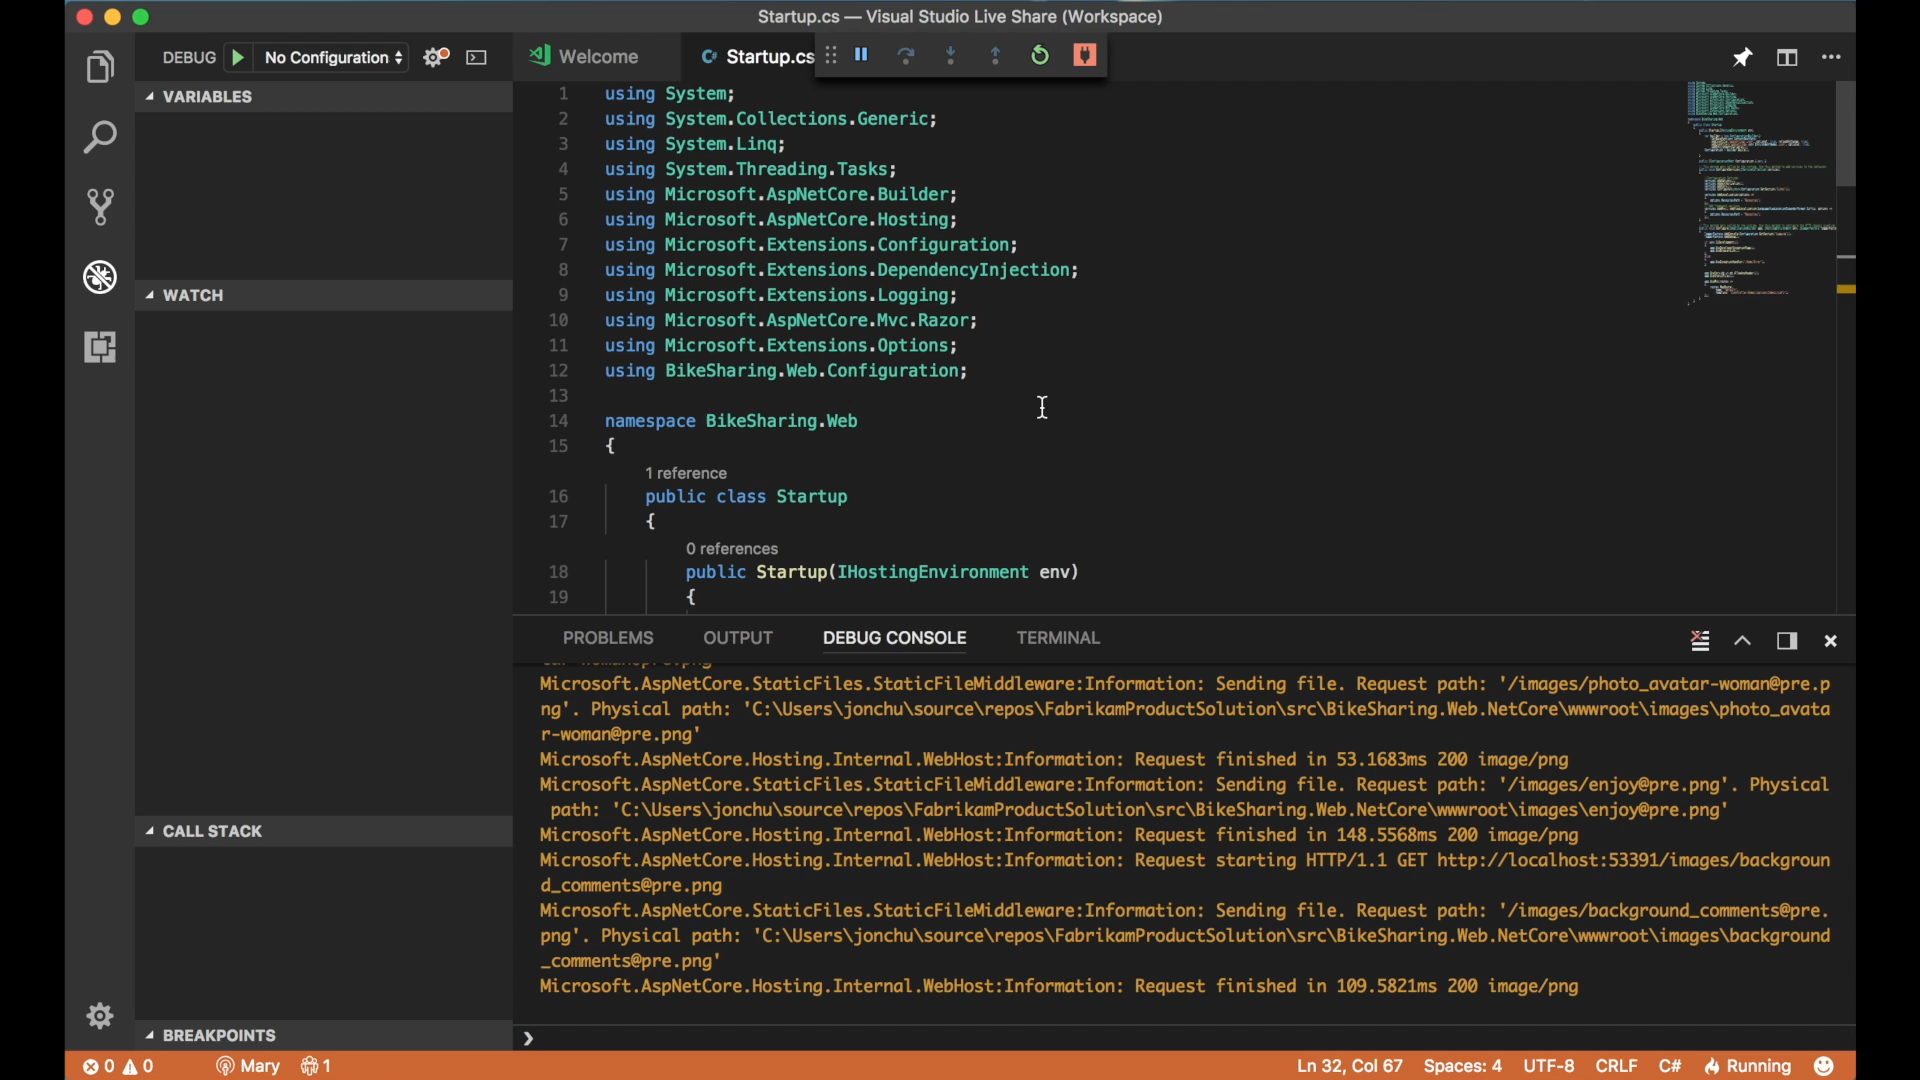 Startup.cs — Visual Studio Live Share (Workspace)
DEBUG No Configuration
Welcome
Startup.cs
VARIABLES
WATCH
CALL STACK
BREAKPOINTS
1 using System;
2 using System.Collections.Generic;
3 using System.Linq;
4 using System.Threading.Tasks;
5 using Microsoft.AspNetCore.Builder;
6 using Microsoft.AspNetCore.Hosting;
7 using Microsoft.Extensions.Configuration;
8 using Microsoft.Extensions.DependencyInjection;
9 using Microsoft.Extensions.Logging;
10 using Microsoft.AspNetCore.Mvc.Razor;
11 using Microsoft.Extensions.Options;
12 using BikeSharing.Web.Configuration;
13
14 namespace BikeSharing.Web
15 {
1 reference
16 public class Startup
17 {
0 references
18 public Startup(IHostingEnvironment env)
19 {
PROBLEMS OUTPUT DEBUG CONSOLE TERMINAL
Microsoft.AspNetCore.StaticFiles.StaticFileMiddleware:Information: Sending file. Request path: '/images/photo_avatar-woman@pre.p
ng'. Physical path: 'C:\Users\jonchu\source\repos\FabrikamProductSolution\src\BikeSharing.Web.NetCore\wwwroot\images\photo_avata
r-woman@pre.png'
Microsoft.AspNetCore.Hosting.Internal.WebHost:Information: Request finished in 53.1683ms 200 image/png
Microsoft.AspNetCore.StaticFiles.StaticFileMiddleware:Information: Sending file. Request path: '/images/enjoy@pre.png'. Physical
path: 'C:\Users\jonchu\source\repos\FabrikamProductSolution\src\BikeSharing.Web.NetCore\wwwroot\images\enjoy@pre.png'
Microsoft.AspNetCore.Hosting.Internal.WebHost:Information: Request finished in 148.5568ms 200 image/png
Microsoft.AspNetCore.Hosting.Internal.WebHost:Information: Request starting HTTP/1.1 GET http://localhost:53391/images/backgroun
d_comments@pre.png
Microsoft.AspNetCore.StaticFiles.StaticFileMiddleware:Information: Sending file. Request path: '/images/background_comments@pre.
png'. Physical path: 'C:\Users\jonchu\source\repos\FabrikamProductSolution\src\BikeSharing.Web.NetCore\wwwroot\images\background
_comments@pre.png'
Microsoft.AspNetCore.Hosting.Internal.WebHost:Information: Request finished in 109.5821ms 200 image/png
0 0 Mary 1 Ln 32, Col 67 Spaces: 4 UTF-8 CRLF C# Running